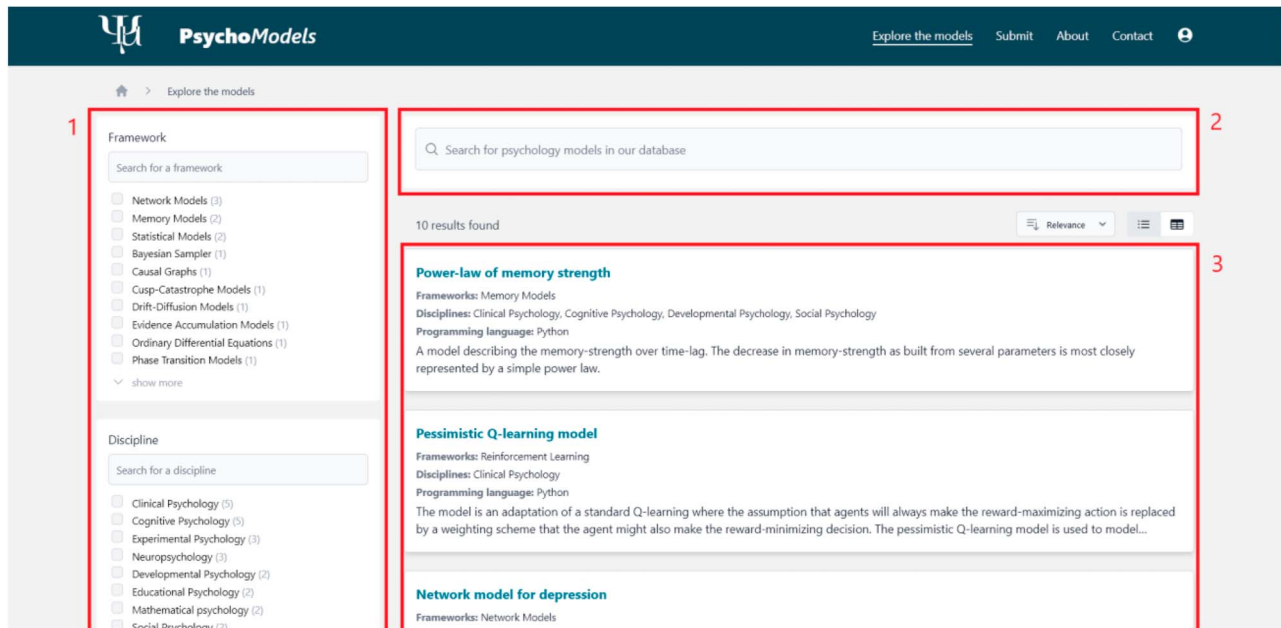 PsychoModels
Explore the models
Submit
About
Contact
Explore the models
1
Framework
Search for a framework
Network Models (3)
Memory Models (2)
Statistical Models (2)
Bayesian Sampler (1)
Causal Graphs (1)
Cusp-Catastrophe Models (1)
Drift-Diffusion Models (1)
Evidence Accumulation Models (1)
Ordinary Differential Equations (1)
Phase Transition Models (1)
show more
Discipline
Search for a discipline
Clinical Psychology (5)
Cognitive Psychology (5)
Experimental Psychology (3)
Neuropsychology (3)
Developmental Psychology (2)
Educational Psychology (2)
Mathematical psychology (2)
Social Psychology (2)
2
Search for psychology models in our database
10 results found
Relevance
3
Power-law of memory strength
Frameworks: Memory Models
Disciplines: Clinical Psychology, Cognitive Psychology, Developmental Psychology, Social Psychology
Programming language: Python
A model describing the memory-strength over time-lag. The decrease in memory-strength as built from several parameters is most closely
represented by a simple power law.
Pessimistic Q-learning model
Frameworks: Reinforcement Learning
Disciplines: Clinical Psychology
Programming language: Python
The model is an adaptation of a standard Q-learning where the assumption that agents will always make the reward-maximizing action is replaced
by a weighting scheme that the agent might also make the reward-minimizing decision. The pessimistic Q-learning model is used to model...
Network model for depression
Frameworks: Network Models